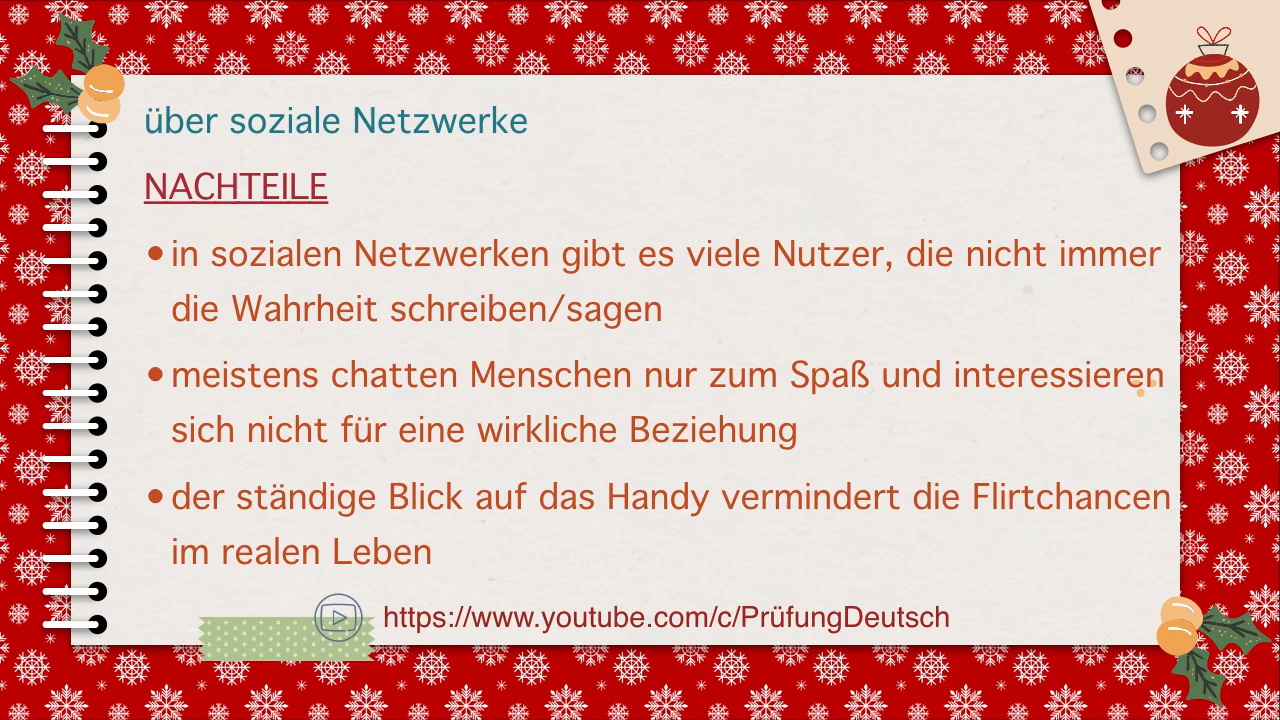 über soziale Netzwerke
NACHTEILE
• in sozialen Netzwerken gibt es viele Nutzer, die nicht immer
die Wahrheit schreiben/sagen
• meistens chatten Menschen nur zum Spaß und interessieren
sich nicht für eine wirkliche Beziehung
• der ständige Blick auf das Handy vermindert die Flirtchancen
im realen Leben
https://www.youtube.com/c/PrüfungDeutsch